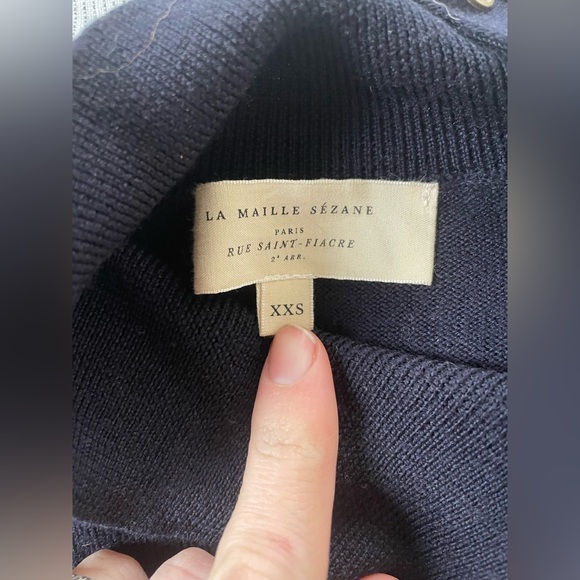 LA MAILLE SÉZANE
PARIS
RUE SAINT-FIACRE
2ᵉ ARR.
XXS